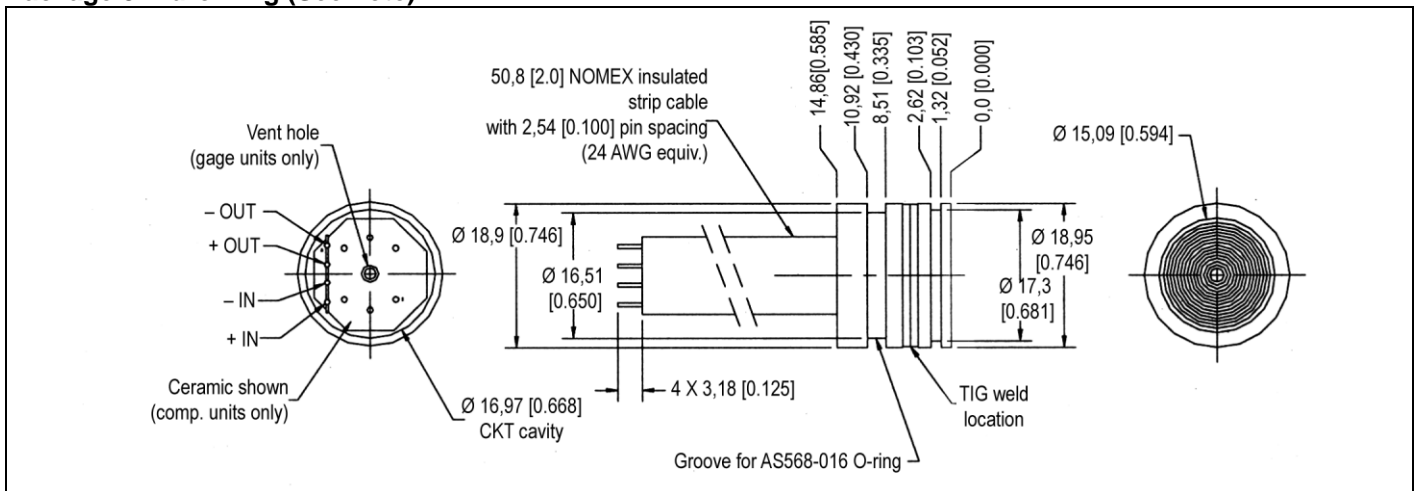 50,8 [2.0] NOMEX insulated
strip cable
with 2,54 [0.100] pin spacing
(24 AWG equiv.)
Vent hole
(gage units only)
– OUT
+ OUT
– IN
+ IN
Ceramic shown
(comp. units only)
Ø 16,97 [0.668]
CKT cavity
14,86[0.585]
10,92 [0.430]
8,51 [0.335]
2,62 [0.103]
1,32 [0.052]
0,0 [0.000]
Ø 18,9 [0.746]
Ø 16,51
[0.650]
4 X 3,18 [0.125]
Ø 18,95
[0.746]
Ø 17,3
[0.681]
TIG weld
location
Groove for AS568-016 O-ring
Ø 15,09 [0.594]